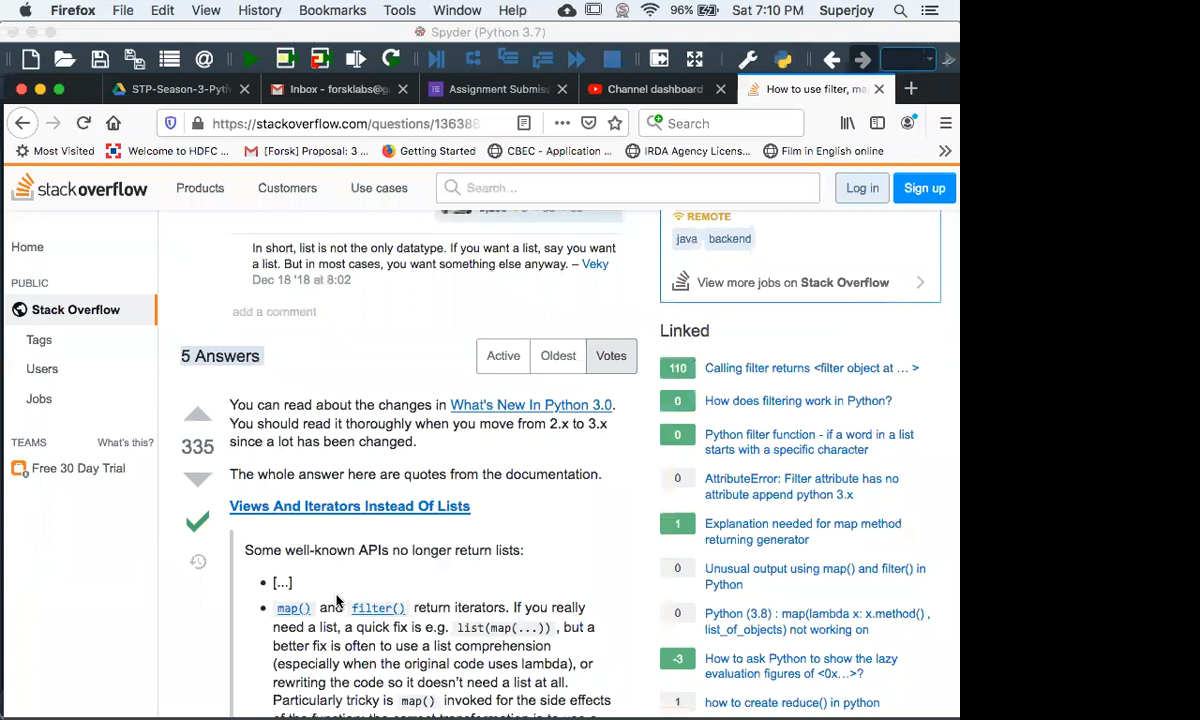 Firefox File Edit View History Bookmarks Tools Window Help 96% Sat 7:10 PM Superjoy
Spyder (Python 3.7)
STP-Season-3-Pyth Inbox - forsklabs@g Assignment Submiss Channel dashboard How to use filter, ma
https://stackoverflow.com/questions/136388 Search
Most Visited Welcome to HDFC ... [Forsk] Proposal: 3 ... Getting Started CBEC - Application ... IRDA Agency Licens... Film in English online
stackoverflow Products Customers Use cases Search... Log in Sign up
REMOTE
java backend
View more jobs on Stack Overflow
Home
PUBLIC
Stack Overflow
Tags
Users
Jobs
TEAMS What's this?
Free 30 Day Trial
In short, list is not the only datatype. If you want a list, say you want
a list. But in most cases, you want something else anyway. – Veky
Dec 18 '18 at 8:02
add a comment
5 Answers Active Oldest Votes
335
You can read about the changes in What's New In Python 3.0.
You should read it thoroughly when you move from 2.x to 3.x
since a lot has been changed.
The whole answer here are quotes from the documentation.
Views And Iterators Instead Of Lists
Some well-known APIs no longer return lists:
• [...]
• map() and filter() return iterators. If you really
need a list, a quick fix is e.g. list(map(...)) , but a
better fix is often to use a list comprehension
(especially when the original code uses lambda), or
rewriting the code so it doesn't need a list at all.
Particularly tricky is map() invoked for the side effects
Linked
110 Calling filter returns <filter object at ... >
0 How does filtering work in Python?
0 Python filter function - if a word in a list
starts with a specific character
0 AttributeError: Filter attribute has no
attribute append python 3.x
1 Explanation needed for map method
returning generator
0 Unusual output using map() and filter() in
Python
0 Python (3.8) : map(lambda x: x.method() ,
list_of_objects) not working on
-3 How to ask Python to show the lazy
evaluation figures of <0x...>?
1 how to create reduce() in python